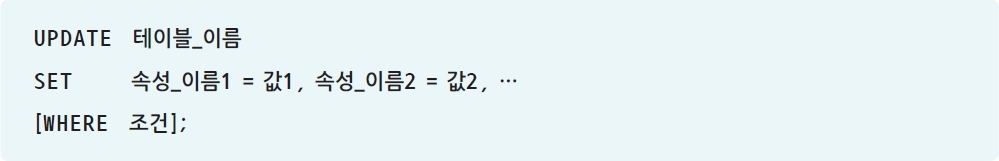 UPDATE 테이블_이름
SET 속성_이름1 = 값1, 속성_이름2 = 값2, …
[WHERE 조건];